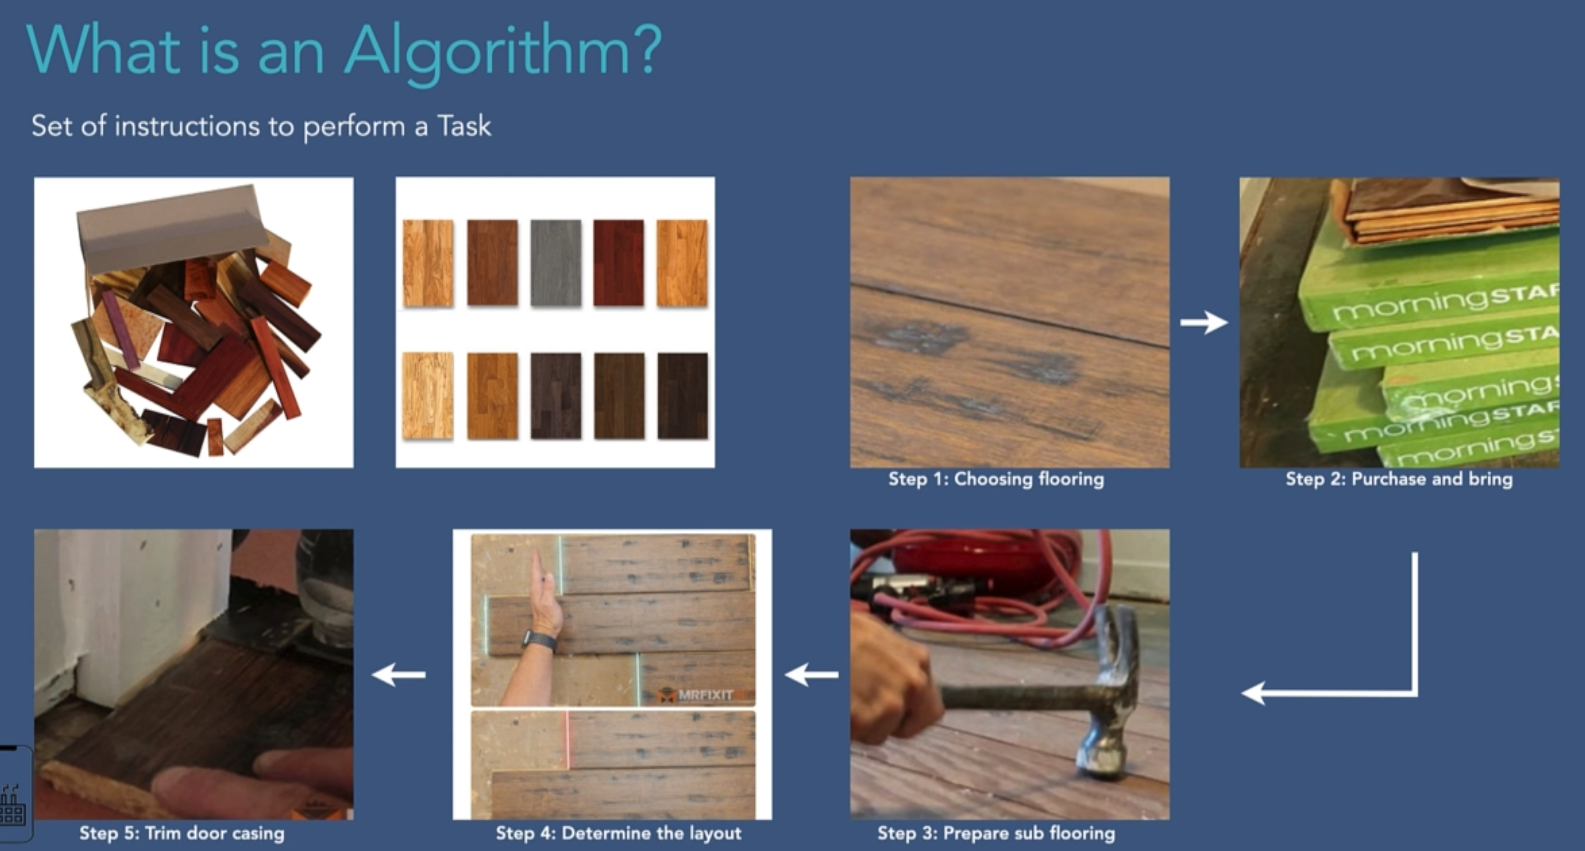 What is an Algorithm?
Set of instructions to perform a Task
morningSTAR
morningSTA
mornings
morningSTAR
mornings
Step 1: Choosing flooring
Step 2: Purchase and bring
MRFIXIT
Step 5: Trim door casing
Step 4: Determine the layout
Step 3: Prepare sub flooring